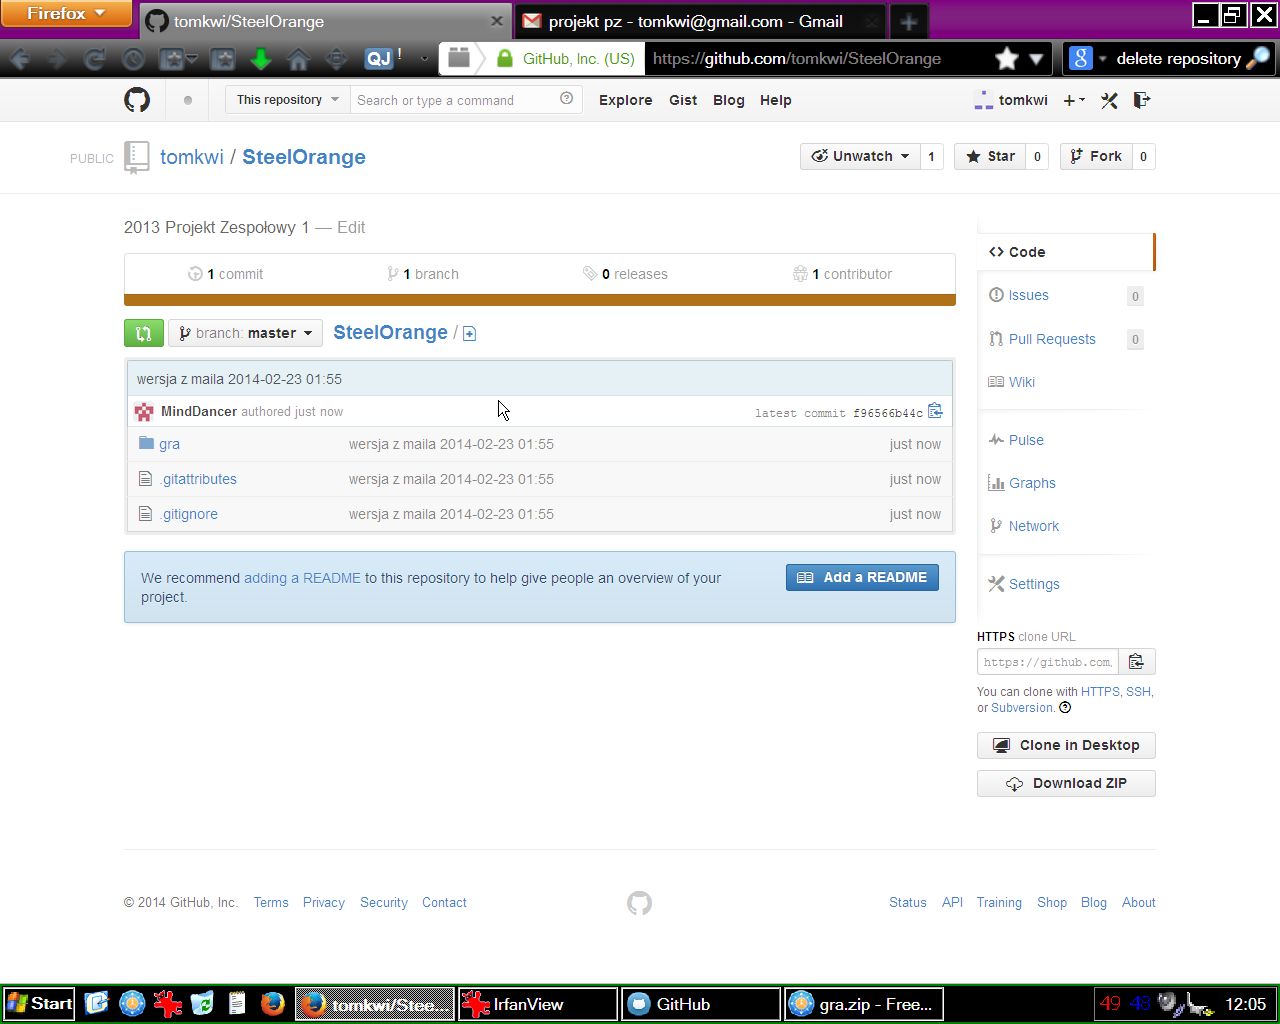 Firefox
tomkwi/SteelOrange
projekt pz - tomkwi@gmail.com - Gmail
QJ !
GitHub, Inc. (US)
https://github.com/tomkwi/SteelOrange
delete repository
This repository
Search or type a command
Explore
Gist
Blog
Help
tomkwi
PUBLIC
tomkwi / SteelOrange
Unwatch
1
Star
0
Fork
0
2013 Projekt Zespołowy 1 — Edit
1 commit
1 branch
0 releases
1 contributor
branch: master
SteelOrange /
wersja z maila 2014-02-23 01:55
MindDancer authored just now
latest commit f96566b44c
gra
wersja z maila 2014-02-23 01:55
just now
.gitattributes
wersja z maila 2014-02-23 01:55
just now
.gitignore
wersja z maila 2014-02-23 01:55
just now
We recommend adding a README to this repository to help give people an overview of your
project.
Add a README
Code
Issues
0
Pull Requests
0
Wiki
Pulse
Graphs
Network
Settings
HTTPS clone URL
https://github.com,
You can clone with HTTPS, SSH,
or Subversion.
Clone in Desktop
Download ZIP
© 2014 GitHub, Inc.
Terms
Privacy
Security
Contact
Status
API
Training
Shop
Blog
About
Start
tomkwi/Stee...
IrfanView
GitHub
gra.zip - Free...
49
48
12:05